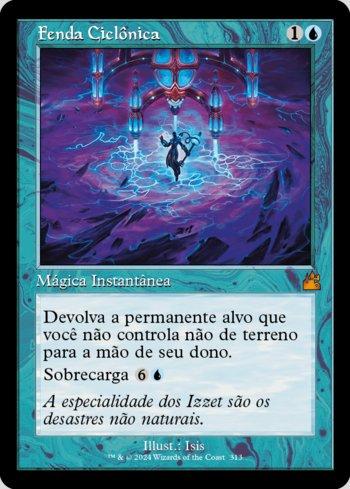 Fenda Ciclônica 1
Mágica Instantânea
Devolva a permanente alvo que
você não controla não de terreno
para a mão de seu dono.
Sobrecarga 6
A especialidade dos Izzet são os
desastres não naturais.
Illust.: Isis
™ & © 2024 Wizards of the Coast 313